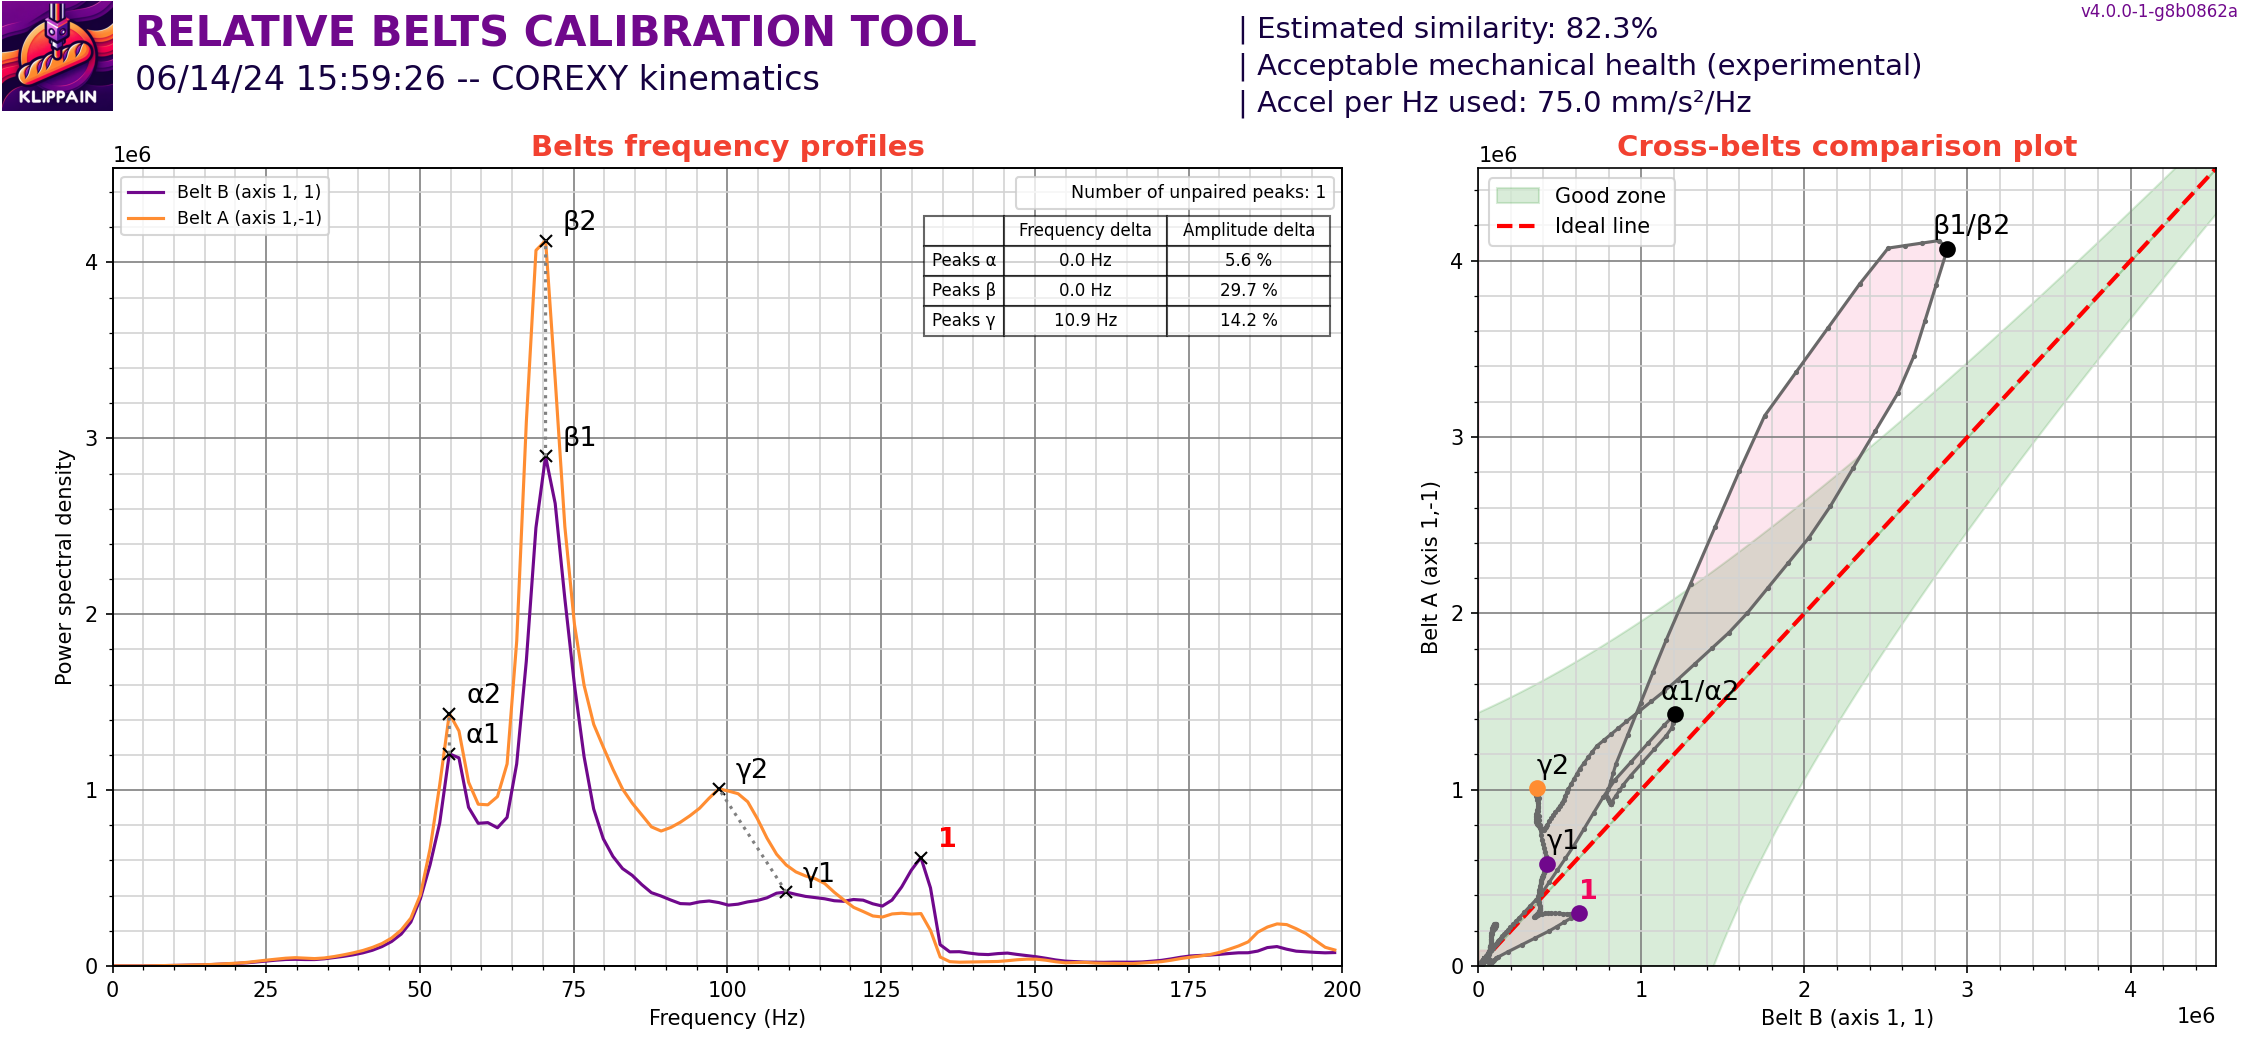 KLIPPAIN
RELATIVE BELTS CALIBRATION TOOL
06/14/24 15:59:26 -- COREXY kinematics
| Estimated similarity: 82.3%
| Acceptable mechanical health (experimental)
| Accel per Hz used: 75.0 mm/s²/Hz
v4.0.0-1-g8b0862a
Belts frequency profiles
1e6
Belt B (axis 1, 1)
Belt A (axis 1,-1)
Number of unpaired peaks: 1
Frequency delta Amplitude delta
Peaks α 0.0 Hz 5.6 %
Peaks β 0.0 Hz 29.7 %
Peaks γ 10.9 Hz 14.2 %
β2
β1
α2
α1
γ2
γ1
1
4
3
2
1
0
Power spectral density
0 25 50 75 100 125 150 175 200
Frequency (Hz)
Cross-belts comparison plot
1e6
Good zone
Ideal line
β1/β2
α1/α2
γ2
γ1
1
4
3
2
1
0
Belt A (axis 1,-1)
0 1 2 3 4
Belt B (axis 1, 1)
1e6